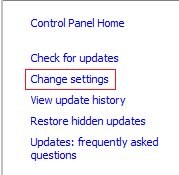 Control Panel Home
Check for updates
Change settings
View update history
Restore hidden updates
Updates: frequently asked
questions